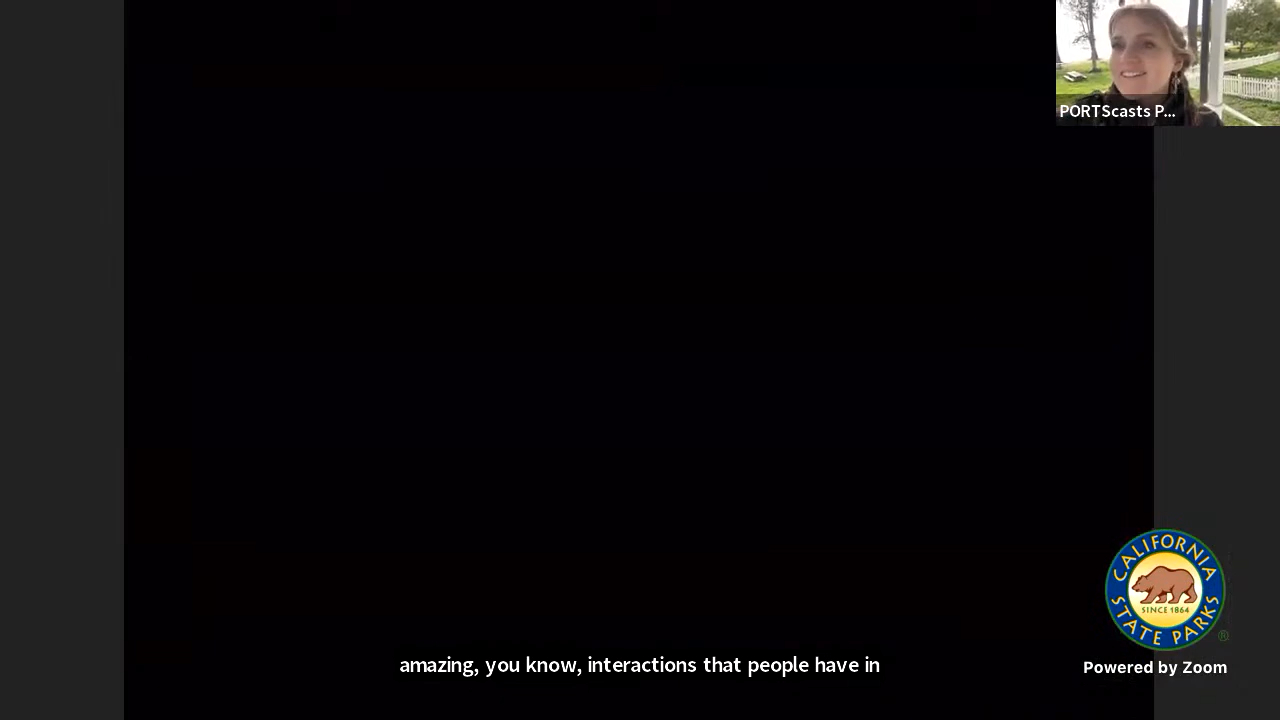 PORTScasts P...
CALIFORNIA
SINCE 1864
STATE PARKS
®
Powered by Zoom
amazing, you know, interactions that people have in